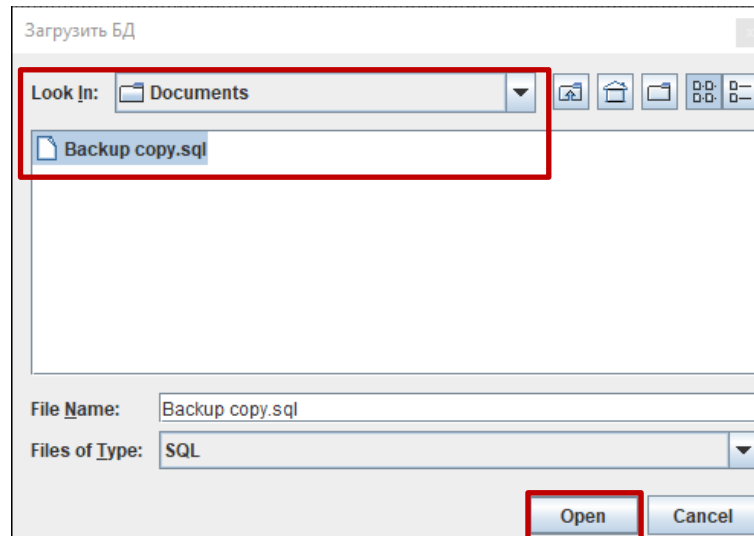 Загрузить БД
Look In: Documents
Backup copy.sql
File Name: Backup copy.sql
Files of Type: SQL
Open Cancel